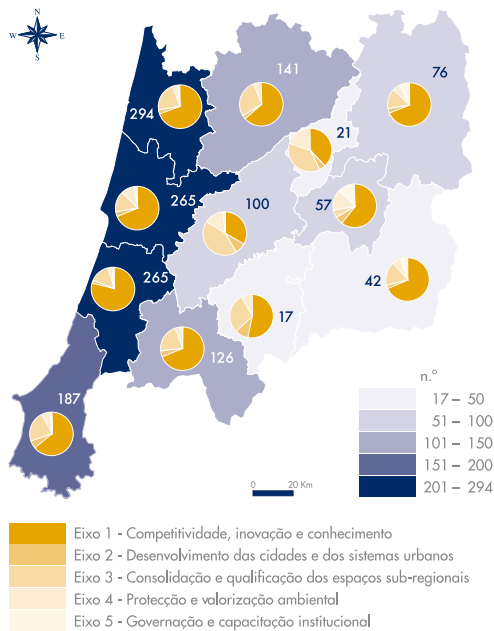 N
W E
S
141
76
294
21
265
100
57
265
42
17
126
187
n.º
17 – 50
51 – 100
101 – 150
151 – 200
201 – 294
0 20 Km
Eixo 1 - Competitividade, inovação e conhecimento
Eixo 2 - Desenvolvimento das cidades e dos sistemas urbanos
Eixo 3 - Consolidação e qualificação dos espaços sub-regionais
Eixo 4 - Protecção e valorização ambiental
Eixo 5 - Governação e capacitação institucional